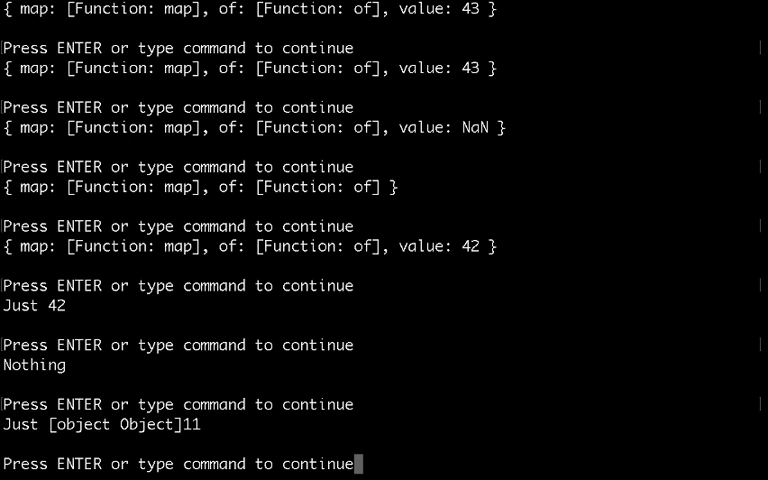 { map: [Function: map], of: [Function: of], value: 43 }
Press ENTER or type command to continue
{ map: [Function: map], of: [Function: of], value: 43 }
Press ENTER or type command to continue
{ map: [Function: map], of: [Function: of], value: NaN }
Press ENTER or type command to continue
{ map: [Function: map], of: [Function: of] }
Press ENTER or type command to continue
{ map: [Function: map], of: [Function: of], value: 42 }
Press ENTER or type command to continue
Just 42
Press ENTER or type command to continue
Nothing
Press ENTER or type command to continue
Just [object Object]11
Press ENTER or type command to continue